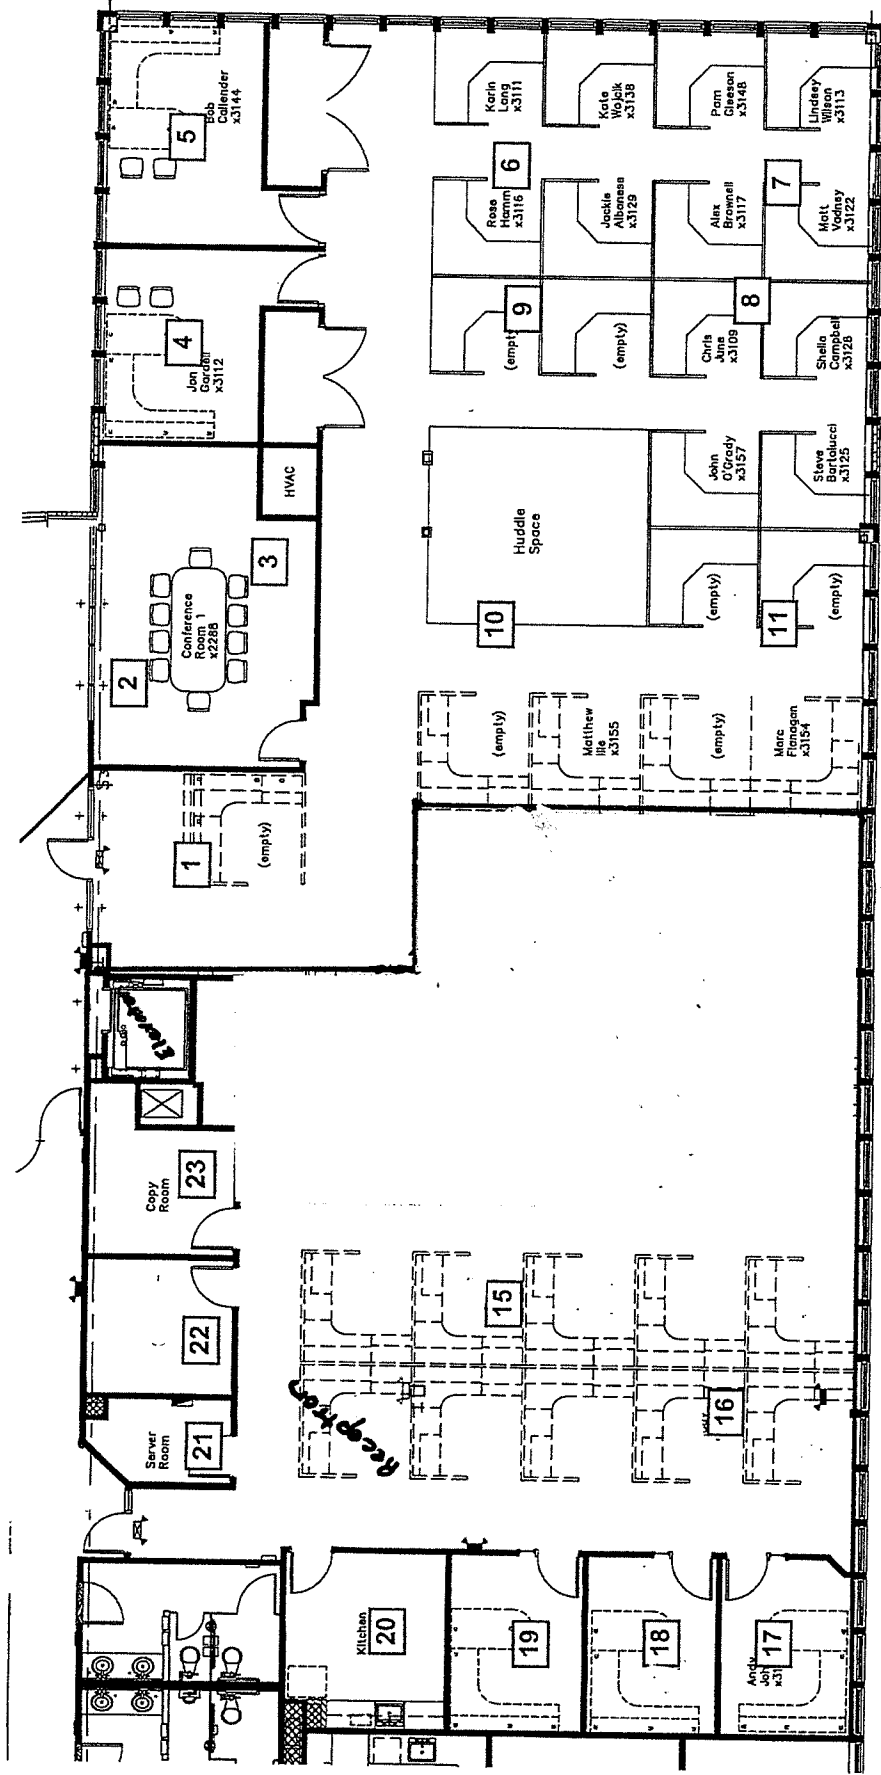 5
Bob
Callender
x3144
4
Jon
Gardell
x3112
HVAC
3
2
Conference
Room 1
x2288
1
(empty)
Elevator
23
Copy
Room
22
21
Server
Room
Karin
Lang
x3111
Kate
Wojcik
x3138
Pam
Gleeson
x3148
Lindsey
Wilson
x3113
6
7
Rose
Hamm
x3116
Jackie
Albanese
x3129
Alex
Brownell
x3117
Matt
Vadney
x3122
9
8
(empty)
(empty)
Chris
June
x3109
Sheila
Campbell
x3128
John
O'Grady
x3157
Steve
Bartolucci
x3125
Huddle
Space
10
11
(empty)
(empty)
(empty)
Matthew
x3155
(empty)
Marc
Flanagan
x3154
15
16
Reception
Kitchen
20
19
18
17
Andy